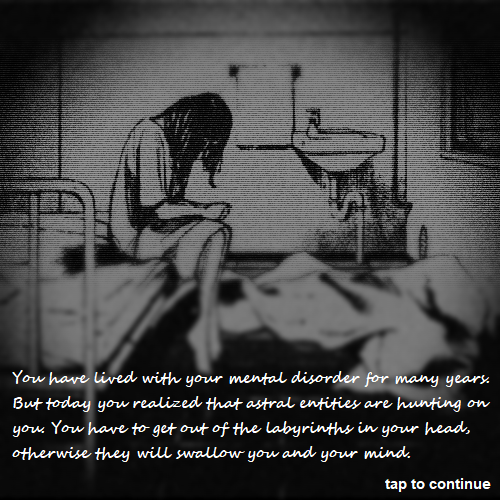 You have lived with your mental disorder for many years.
But today you realized that astral entities are hunting on
you. You have to get out of the labyrinths in your head,
otherwise they will swallow you and your mind.
tap to continue